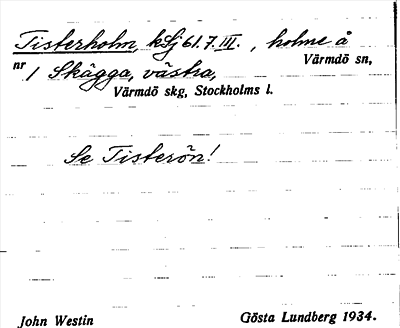 Tisterholm, kSj 61.7.III., holme å
Värmdö sn,
nr 1 Skägga, västra,
Värmdö skg, Stockholms l.
Se Tisterön!
John Westin
Gösta Lundberg 1934.